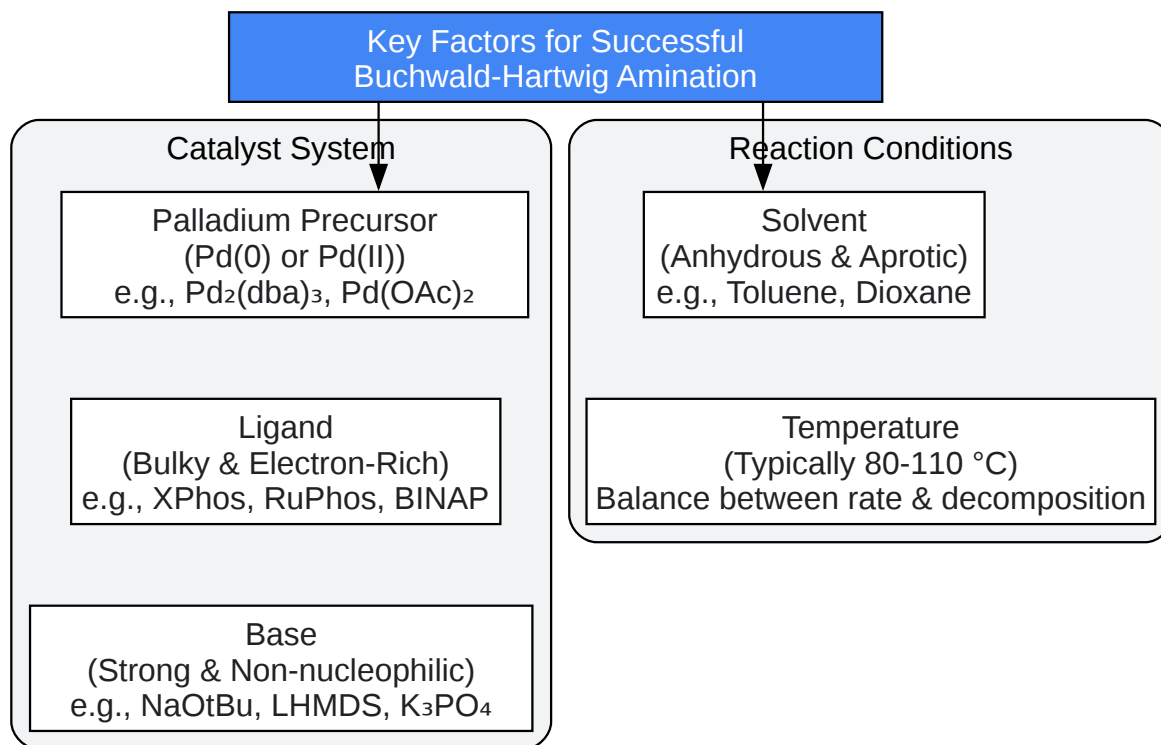 Key Factors for Successful
Buchwald-Hartwig Amination
Catalyst System
Palladium Precursor
(Pd(0) or Pd(II))
e.g., Pd₂(dba)₃, Pd(OAc)₂
Ligand
(Bulky & Electron-Rich)
e.g., XPhos, RuPhos, BINAP
Base
(Strong & Non-nucleophilic)
e.g., NaOtBu, LHMDS, K₃PO₄
Reaction Conditions
Solvent
(Anhydrous & Aprotic)
e.g., Toluene, Dioxane
Temperature
(Typically 80-110 °C)
Balance between rate & decomposition